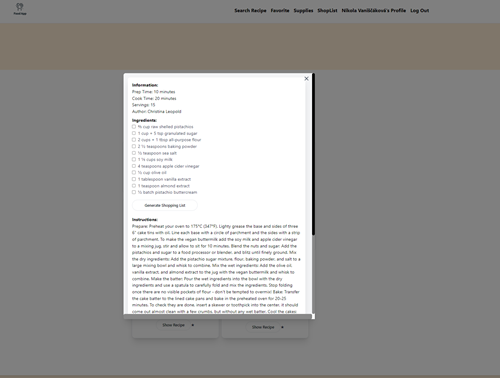 Search Recipe Favorite Supplies ShopList Nikola Vaniščáková's Profile Log Out
Information:
Prep Time: 10 minutes
Cook Time: 20 minutes
Servings: 10
Author: Christina Leopold
Ingredients:
¾ cup raw shelled pistachios
1 cup + 3 tsp granulated sugar
2 cups + 1 tbsp all-purpose flour
2 ½ teaspoons baking powder
½ teaspoon sea salt
1 ¼ cups soy milk
4 teaspoons apple cider vinegar
½ cup olive oil
1 tablespoon vanilla extract
1 teaspoon almond extract
½ batch pistachio buttercream
Generate Shopping List
Instructions:
Prepare: Preheat your oven to 175°C (347°F). Lightly grease the base and sides of three
6" cake tins with oil. Line each base with a circle of parchment and the sides with a strip
of parchment. To make the vegan buttermilk add the soy milk and apple cider vinegar
to a mixing jug, stir and allow to sit for 10 minutes. Blend the nuts and sugar: Add the
pistachios and sugar to a food processor or blender, and blitz until finely ground. Mix
the dry ingredients: Add the pistachio sugar mixture, flour, baking powder, and salt to a
large mixing bowl and whisk to combine. Mix the wet ingredients: Add the olive oil,
vanilla extract, and almond extract to the jug with the vegan buttermilk and whisk to
combine. Make the batter: Pour the wet ingredients into the bowl with the dry
ingredients and use a spatula to carefully fold and mix the ingredients. Stop folding
once there are no visible pockets of flour – don't be tempted to overmix! Bake: Transfer
the cake batter to the lined cake pans and bake in the preheated oven for 20-25
minutes. To check they are done, insert a skewer or toothpick into the center, it should
come out almost clean with a few crumbs, but without any wet batter. Cool the cakes:
Show Recipe
Show Recipe